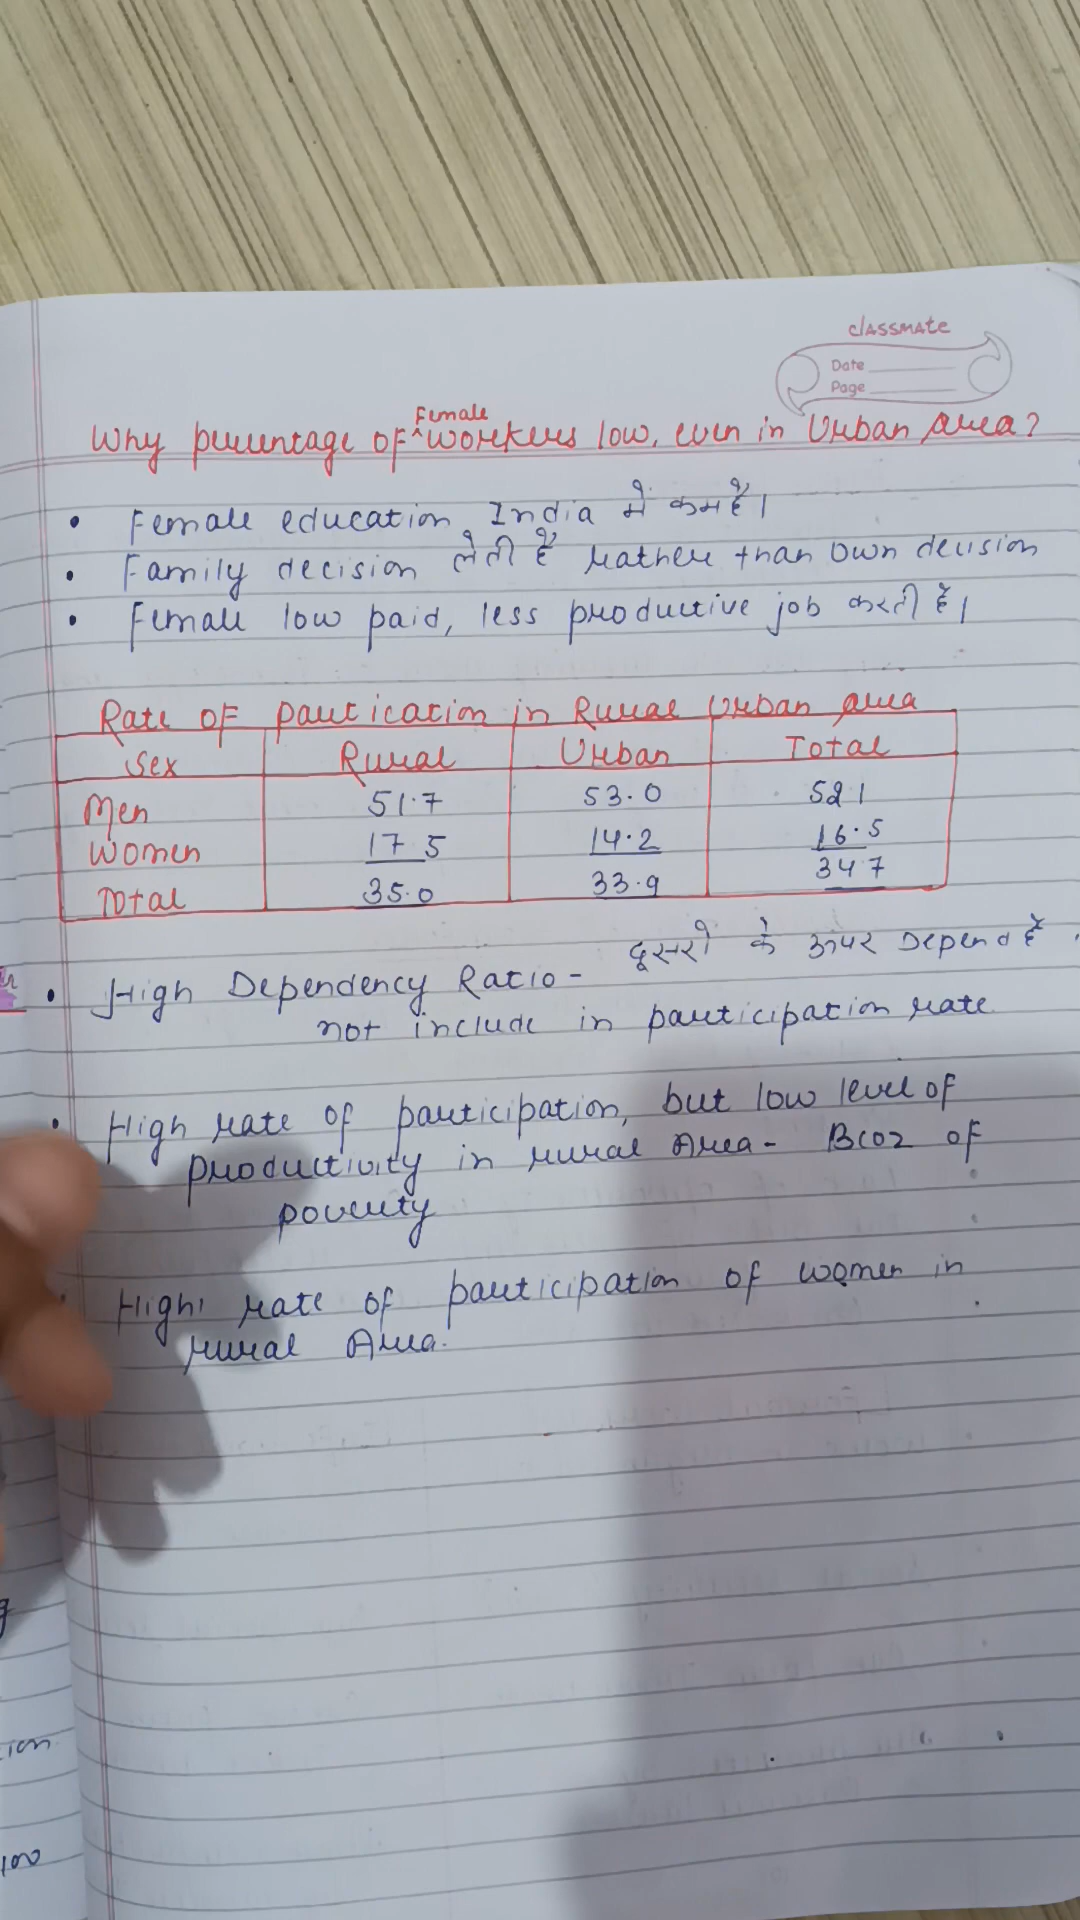 classmate
Date
Page
Female
Why percentage of ^ workers low, even in Urban Area?
• Female education India में कम है।
• Family decision लेती हैं rather than own decision
• Female low paid, less productive job करती है।
Rate of partication in Rural Urban area
Sex Rural Urban Total
Men 51.7 53.0 52.1
Women 17.5 14.2 16.5
Total 35.0 33.9 34.7
दूसरो के ऊपर Depend है
• High Dependency Ratio -
not include in participation rate
• High rate of participation, but low level of
productivity in rural Area - BCOZ of
poverty
High rate of participation of women in
rural Area.
ion
100